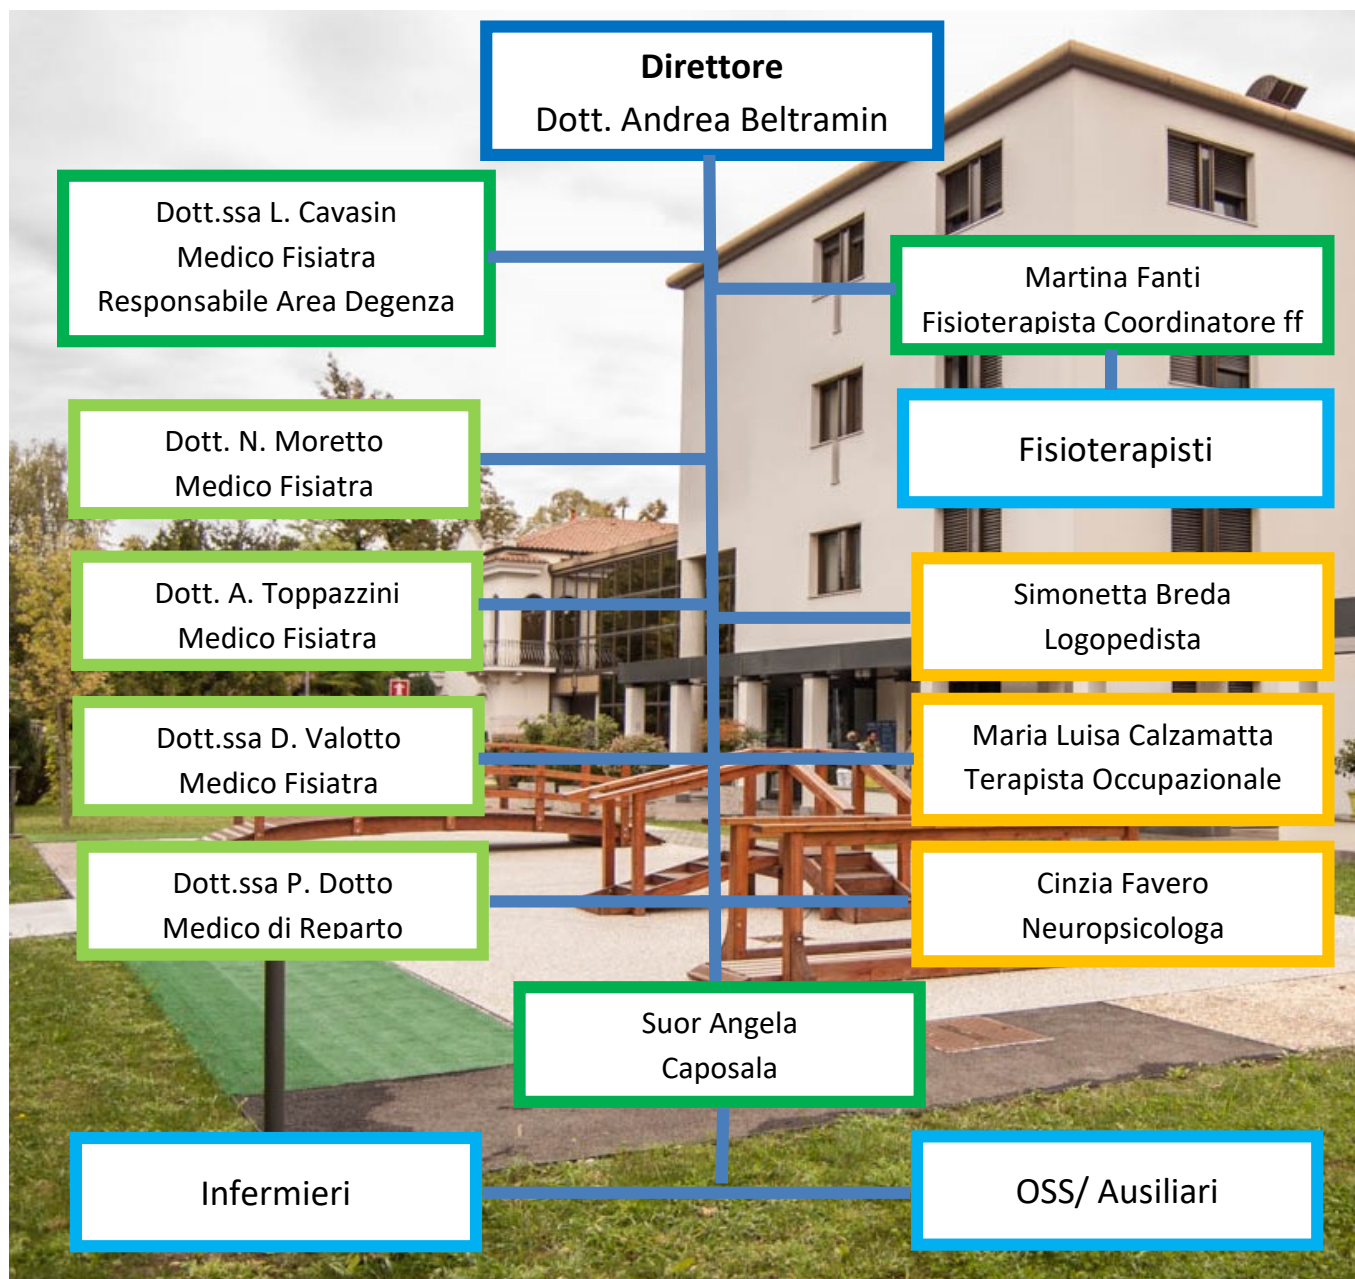 Direttore
Dott. Andrea Beltramin
Dott.ssa L. Cavasin
Medico Fisiatra
Responsabile Area Degenza
Martina Fanti
Fisioterapista Coordinatore ff
Dott. N. Moretto
Medico Fisiatra
Fisioterapisti
Dott. A. Toppazzini
Medico Fisiatra
Simonetta Breda
Logopedista
Dott.ssa D. Valotto
Medico Fisiatra
Maria Luisa Calzamatta
Terapista Occupazionale
Dott.ssa P. Dotto
Medico di Reparto
Cinzia Favero
Neuropsicologa
Suor Angela
Caposala
Infermieri
OSS/ Ausiliari